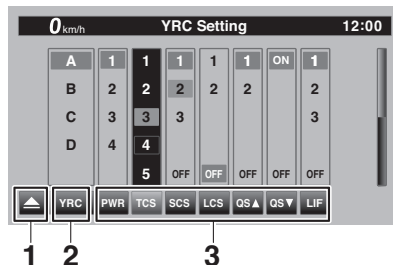 0 km/h YRC Setting 12:00
A 1 1 1 1 1 ON 1
B 2 2 2 2 2 2
C 3 3 3 3
D 4 4
5 OFF OFF OFF OFF OFF
YRC PWR TCS SCS LCS QS▲ QS▼ LIF
1 2 3